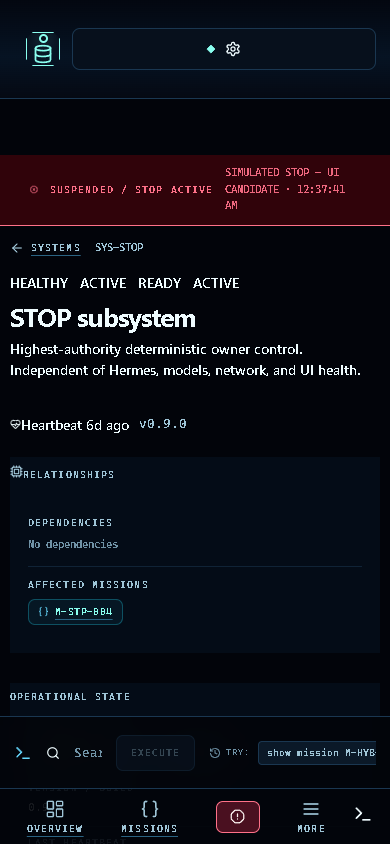 SIMULATED STOP — UI
SUSPENDED / STOP ACTIVE CANDIDATE · 12:37:41
AM
SYSTEMS SYS-STOP
HEALTHY ACTIVE READY ACTIVE
STOP subsystem
Highest-authority deterministic owner control.
Independent of Hermes, models, network, and UI health.
Heartbeat 6d ago v0.9.0
RELATIONSHIPS
DEPENDENCIES
No dependencies
AFFECTED MISSIONS
{} M-STP-004
OPERATIONAL STATE
Sear EXECUTE TRY: show mission M-HYB
OVERVIEW MISSIONS MORE